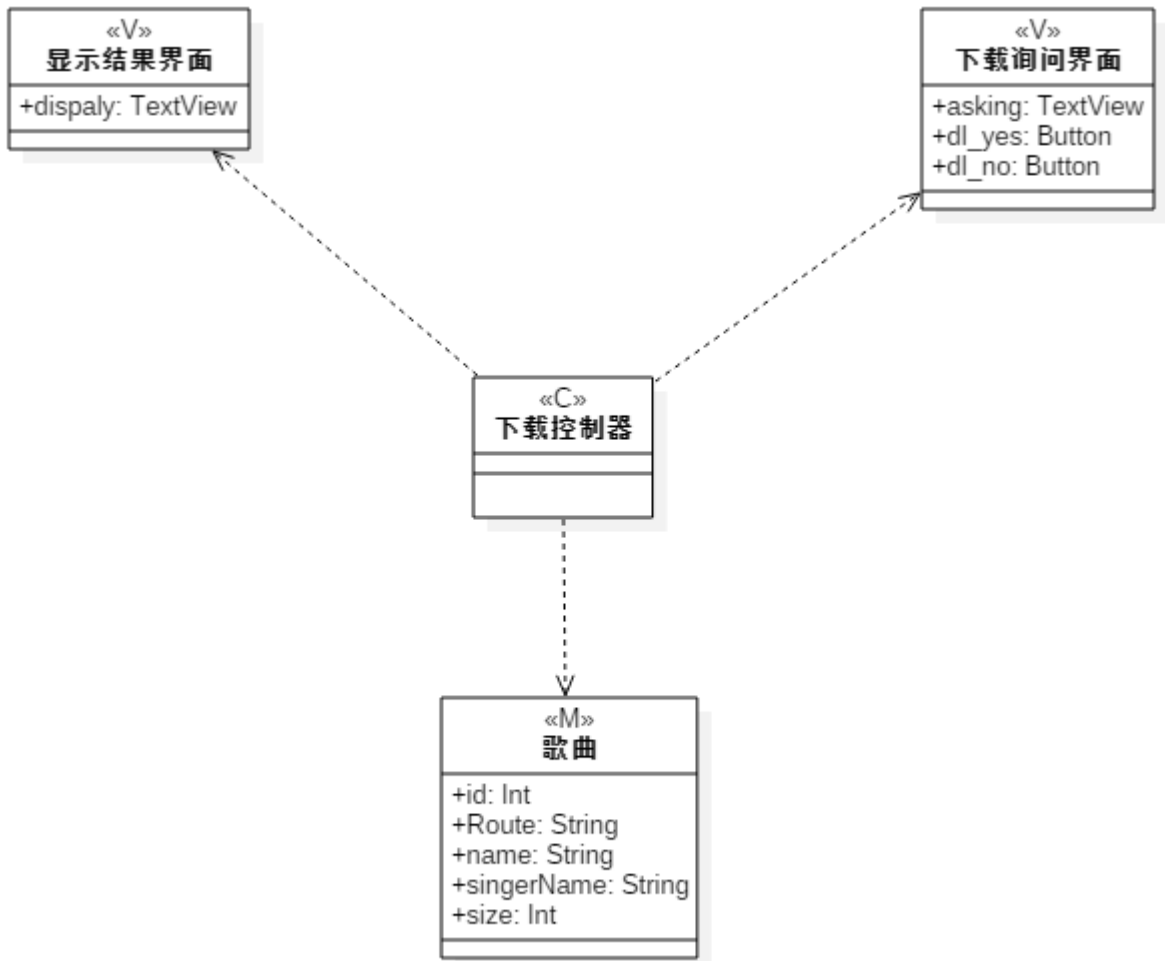 «V»
显示结果界面
+dispaly: TextView
«V»
下载询问界面
+asking: TextView
+dl_yes: Button
+dl_no: Button
«C»
下载控制器
«M»
歌曲
+id: Int
+Route: String
+name: String
+singerName: String
+size: Int